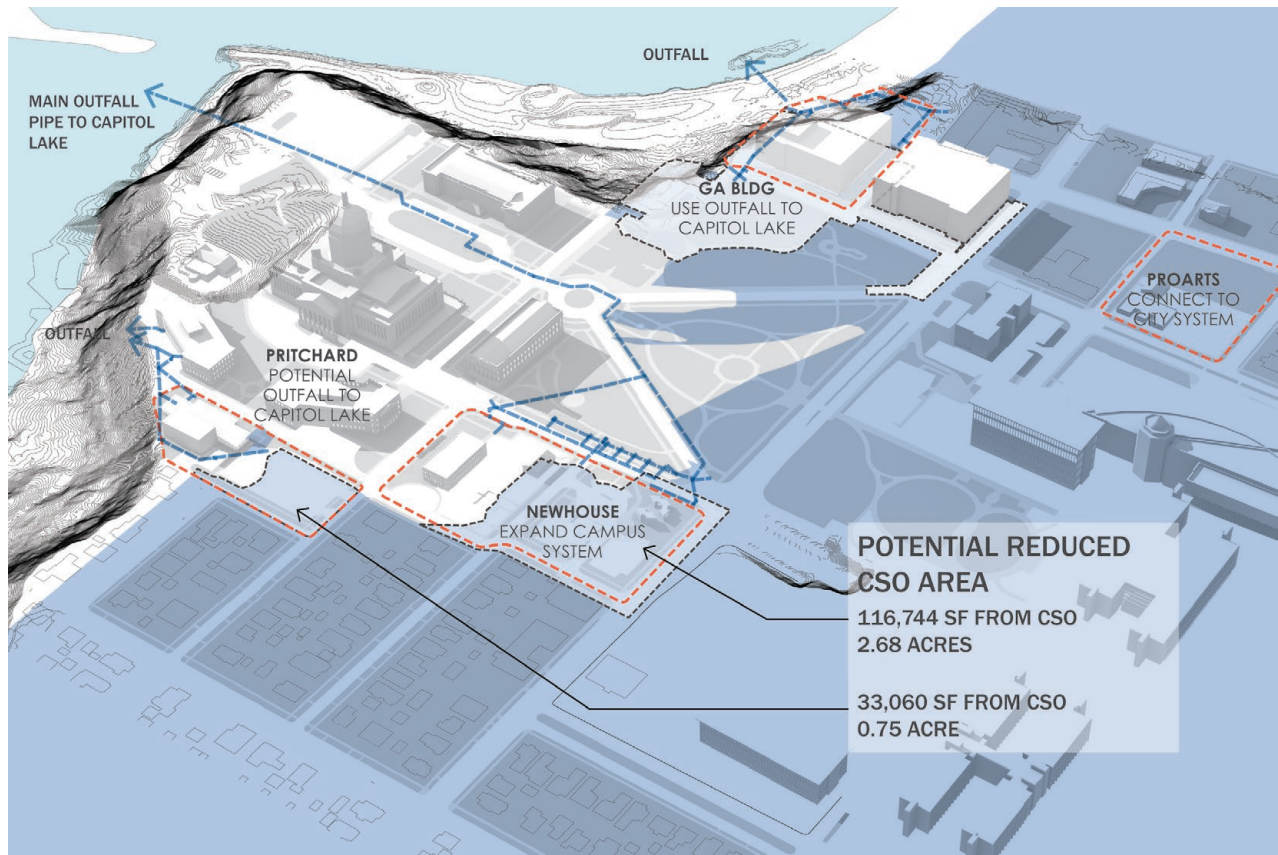 OUTFALL
MAIN OUTFALL
PIPE TO CAPITOL
LAKE
GA BLDG
USE OUTFALL TO
CAPITOL LAKE
PROARTS
CONNECT TO
CITY SYSTEM
OUTFALL
PRITCHARD
POTENTIAL
OUTFALL TO
CAPITOL LAKE
NEWHOUSE
EXPAND CAMPUS
SYSTEM
POTENTIAL REDUCED
CSO AREA
116,744 SF FROM CSO
2.68 ACRES
33,060 SF FROM CSO
0.75 ACRE